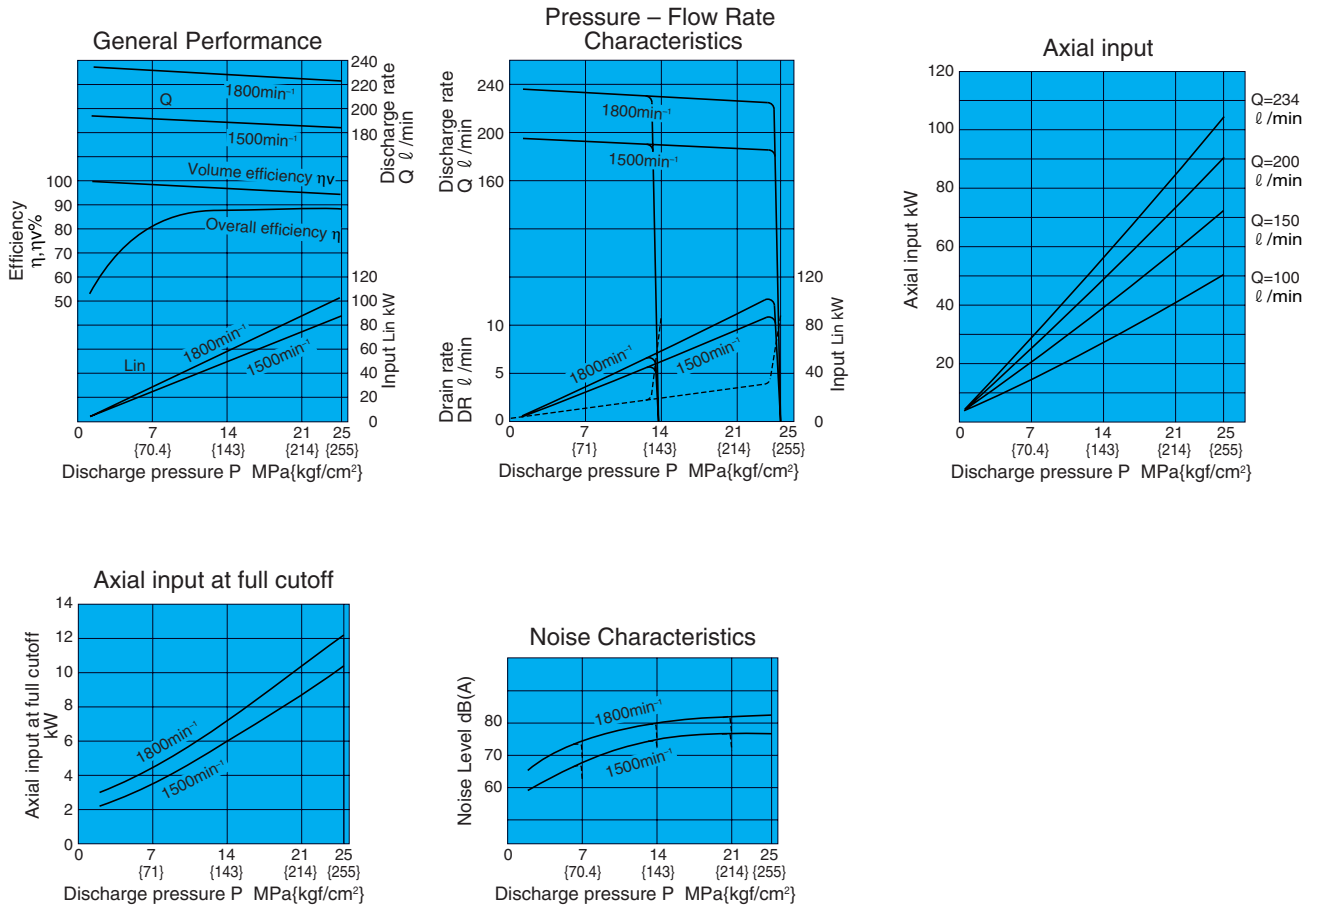 General Performance
240
220
200
180
Discharge rate
Q ℓ/min
1800min⁻¹
Q
1500min⁻¹
Volume efficiency ηv
Overall efficiency η
100
90
80
70
60
50
Efficiency
η,ηv%
120
100
80
60
40
20
0
Input Lin kW
1800min⁻¹
1500min⁻¹
Lin
0
7
14
21
25
{70.4}
{143}
{214}
{255}
Discharge pressure P MPa{kgf/cm²}
Pressure – Flow Rate
Characteristics
240
200
160
Discharge rate
Q ℓ/min
1800min⁻¹
1500min⁻¹
10
5
0
Drain rate
DR ℓ/min
1800min⁻¹
1500min⁻¹
120
80
40
0
Input Lin kW
0
7
14
21
25
{71}
{143}
{214}
{255}
Discharge pressure P MPa{kgf/cm²}
Axial input
120
100
80
60
40
20
Axial input kW
Q=234
ℓ/min
Q=200
ℓ/min
Q=150
ℓ/min
Q=100
ℓ/min
0
7
14
21
25
{70.4}
{143}
{214}
{255}
Discharge pressure P MPa{kgf/cm²}
Axial input at full cutoff
14
12
10
8
6
4
2
0
Axial input at full cutoff
kW
1800min⁻¹
1500min⁻¹
0
7
14
21
25
{71}
{143}
{214}
{255}
Discharge pressure P MPa{kgf/cm²}
Noise Characteristics
80
70
60
Noise Level dB(A)
1800min⁻¹
1500min⁻¹
0
7
14
21
25
{70.4}
{143}
{214}
{255}
Discharge pressure P MPa{kgf/cm²}